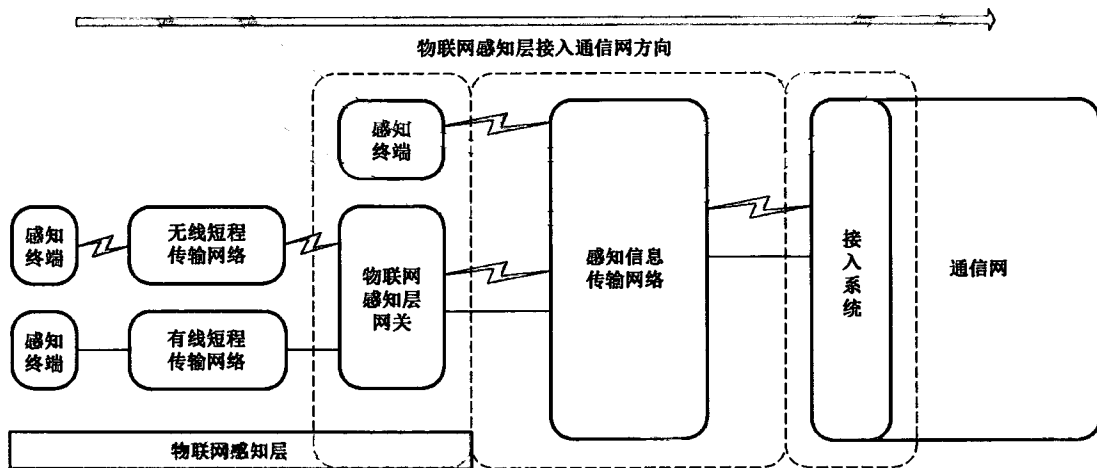 物联网感知层接入通信网方向
感知
终端
感知
终端
无线短程
传输网络
物联网
感知层
网关
感知信息
传输网络
接入系统
通信网
感知
终端
有线短程
传输网络
物联网感知层